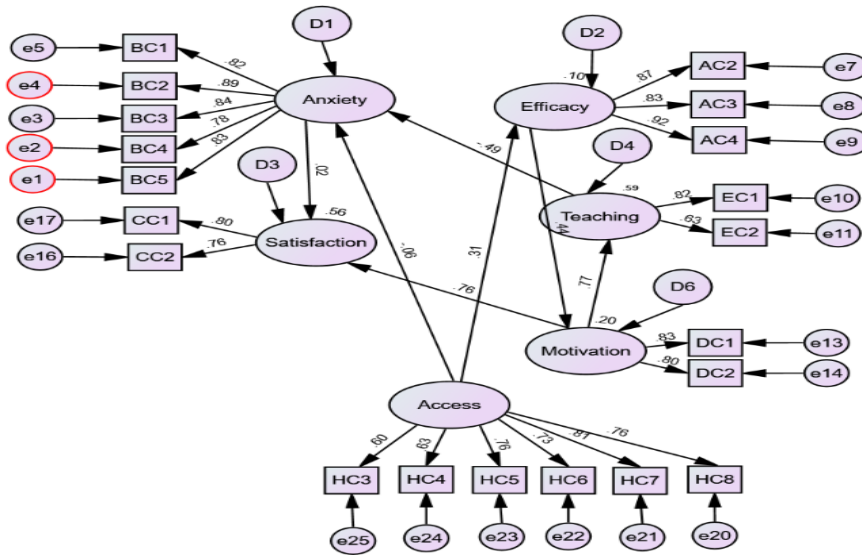 D1
D2
e5
BC1
.82
e4
BC2
.89
e3
BC3
.84
e2
BC4
.78
e1
BC5
.83
Anxiety
.10
Efficacy
.87
AC2
e7
.83
AC3
e8
.92
AC4
e9
D3
.02
-.49
D4
.59
Teaching
.82
EC1
e10
.63
EC2
e11
e17
CC1
.80
e16
CC2
.76
.56
Satisfaction
-.06
.31
.44
.77
.76
D6
.20
Motivation
.83
DC1
e13
.80
DC2
e14
Access
.60
.63
.76
.73
.81
.76
HC3
HC4
HC5
HC6
HC7
HC8
e25
e24
e23
e22
e21
e20